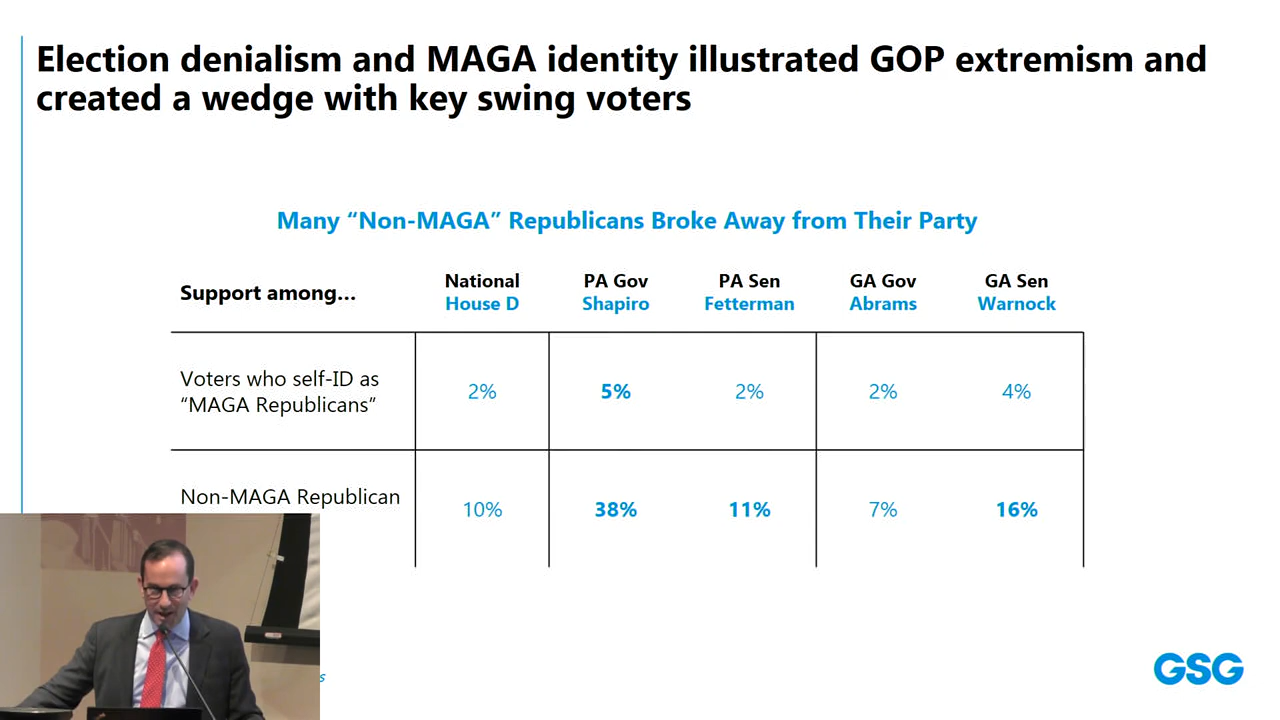 Election denialism and MAGA identity illustrated GOP extremism and
created a wedge with key swing voters
Many “Non-MAGA” Republicans Broke Away from Their Party
Support among...
National
House D
PA Gov
Shapiro
PA Sen
Fetterman
GA Gov
Abrams
GA Sen
Warnock
Voters who self-ID as
“MAGA Republicans”
2%
5%
2%
2%
4%
Non-MAGA Republican
10%
38%
11%
7%
16%
GSG